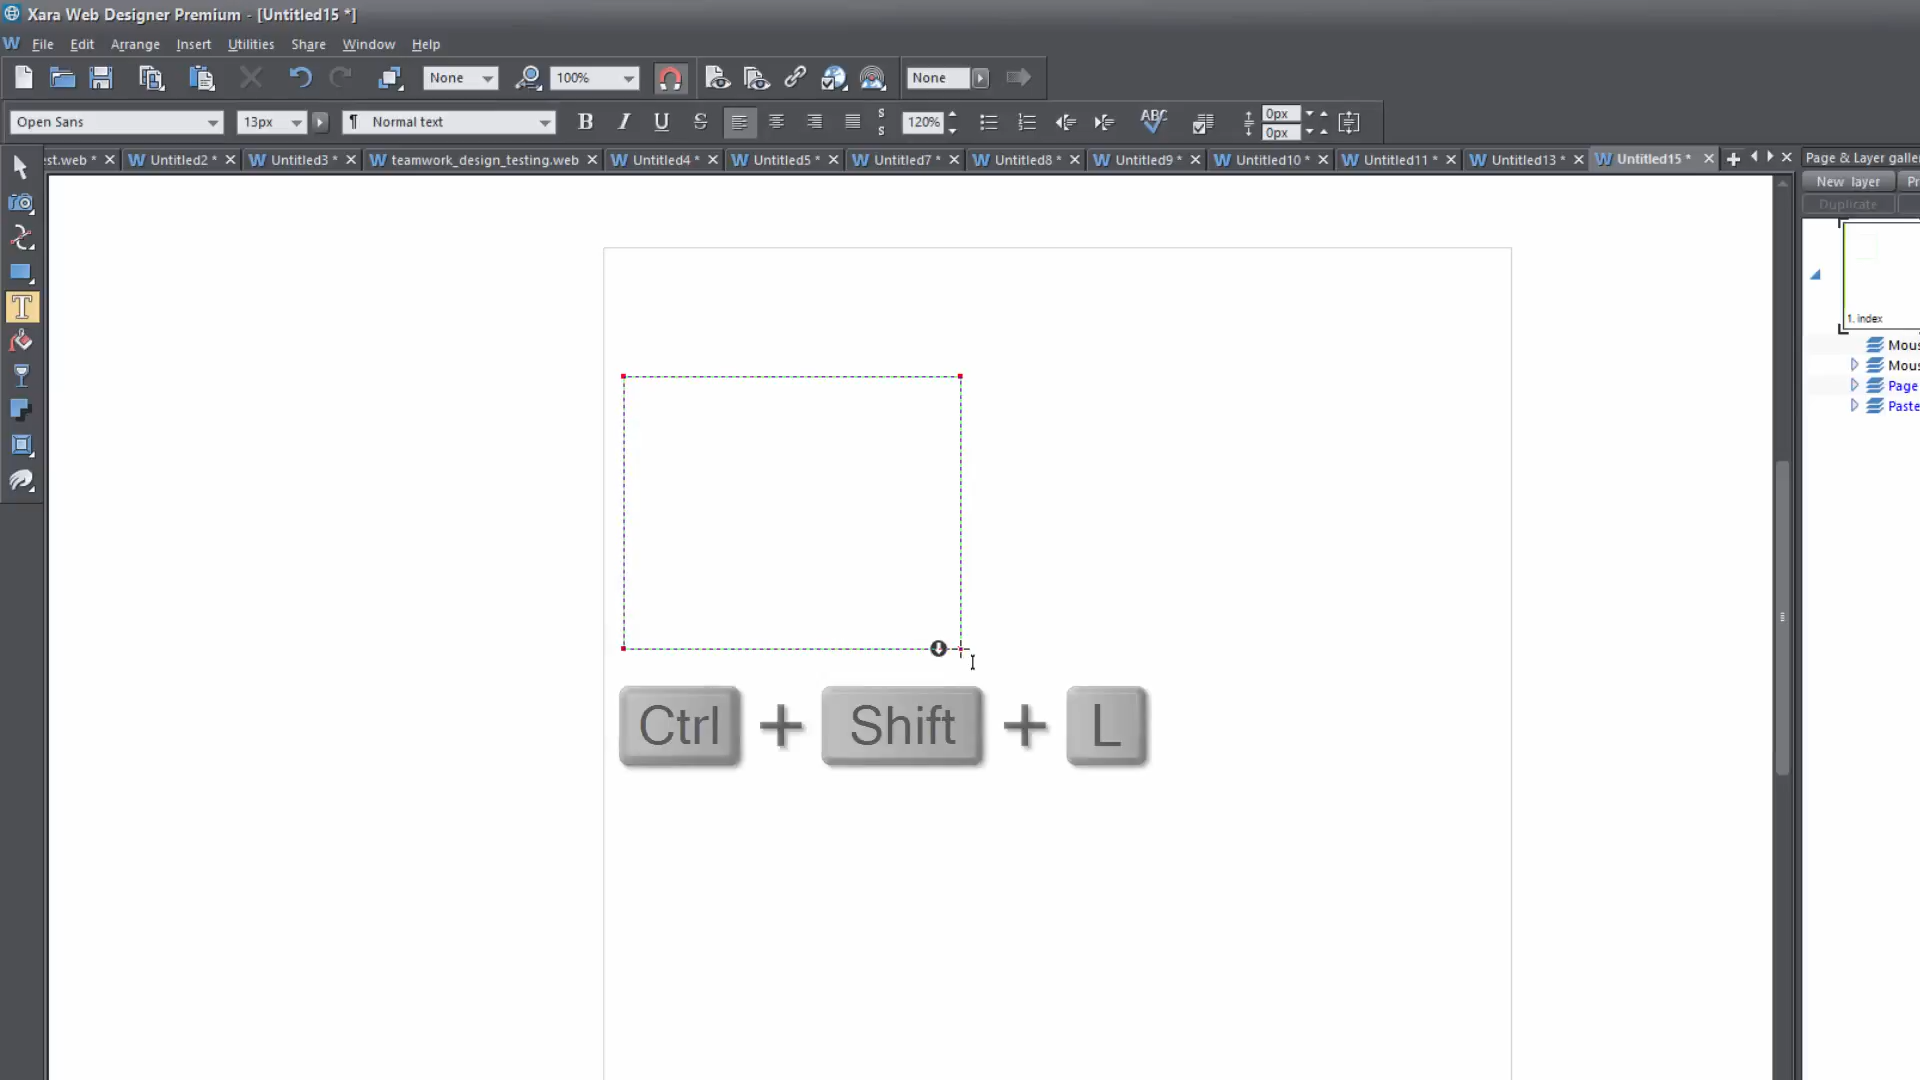 Xara Web Designer Premium - [Untitled15 *]
File Edit Arrange Insert Utilities Share Window Help
None 100% None
Open Sans 13px ¶ Normal text B I U S 120% ABC 0px
0px
est.web * Untitled2 * Untitled3 * teamwork_design_testing.web Untitled4 * Untitled5 * Untitled7 * Untitled8 * Untitled9 * Untitled10 * Untitled11 * Untitled13 * Untitled15 * Page & Layer galle
New layer Pr
Duplicate
1. index
Mous
Mous
Page
Paste
Ctrl + Shift + L